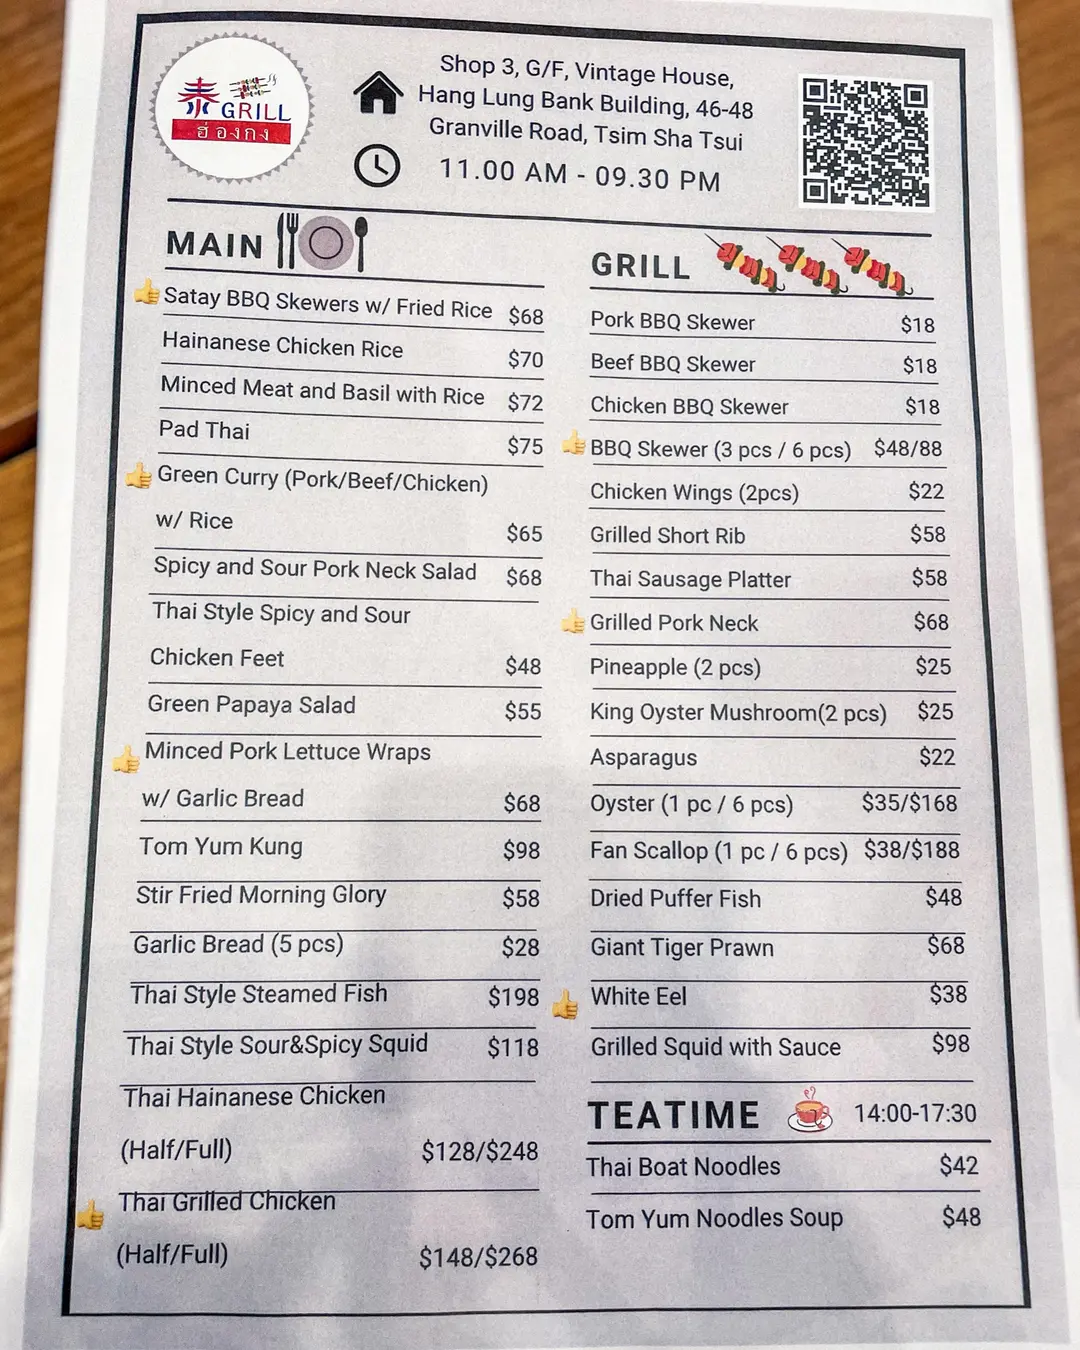 泰 GRILL
ฮ่องกง
Shop 3, G/F, Vintage House,
Hang Lung Bank Building, 46-48
Granville Road, Tsim Sha Tsui
11.00 AM - 09.30 PM
MAIN
Satay BBQ Skewers w/ Fried Rice $68
Hainanese Chicken Rice $70
Minced Meat and Basil with Rice $72
Pad Thai $75
Green Curry (Pork/Beef/Chicken)
w/ Rice $65
Spicy and Sour Pork Neck Salad $68
Thai Style Spicy and Sour
Chicken Feet $48
Green Papaya Salad $55
Minced Pork Lettuce Wraps
w/ Garlic Bread $68
Tom Yum Kung $98
Stir Fried Morning Glory $58
Garlic Bread (5 pcs) $28
Thai Style Steamed Fish $198
Thai Style Sour&Spicy Squid $118
Thai Hainanese Chicken
(Half/Full) $128/$248
Thai Grilled Chicken
(Half/Full) $148/$268
GRILL
Pork BBQ Skewer $18
Beef BBQ Skewer $18
Chicken BBQ Skewer $18
BBQ Skewer (3 pcs / 6 pcs) $48/88
Chicken Wings (2pcs) $22
Grilled Short Rib $58
Thai Sausage Platter $58
Grilled Pork Neck $68
Pineapple (2 pcs) $25
King Oyster Mushroom(2 pcs) $25
Asparagus $22
Oyster (1 pc / 6 pcs) $35/$168
Fan Scallop (1 pc / 6 pcs) $38/$188
Dried Puffer Fish $48
Giant Tiger Prawn $68
White Eel $38
Grilled Squid with Sauce $98
TEATIME 14:00-17:30
Thai Boat Noodles $42
Tom Yum Noodles Soup $48